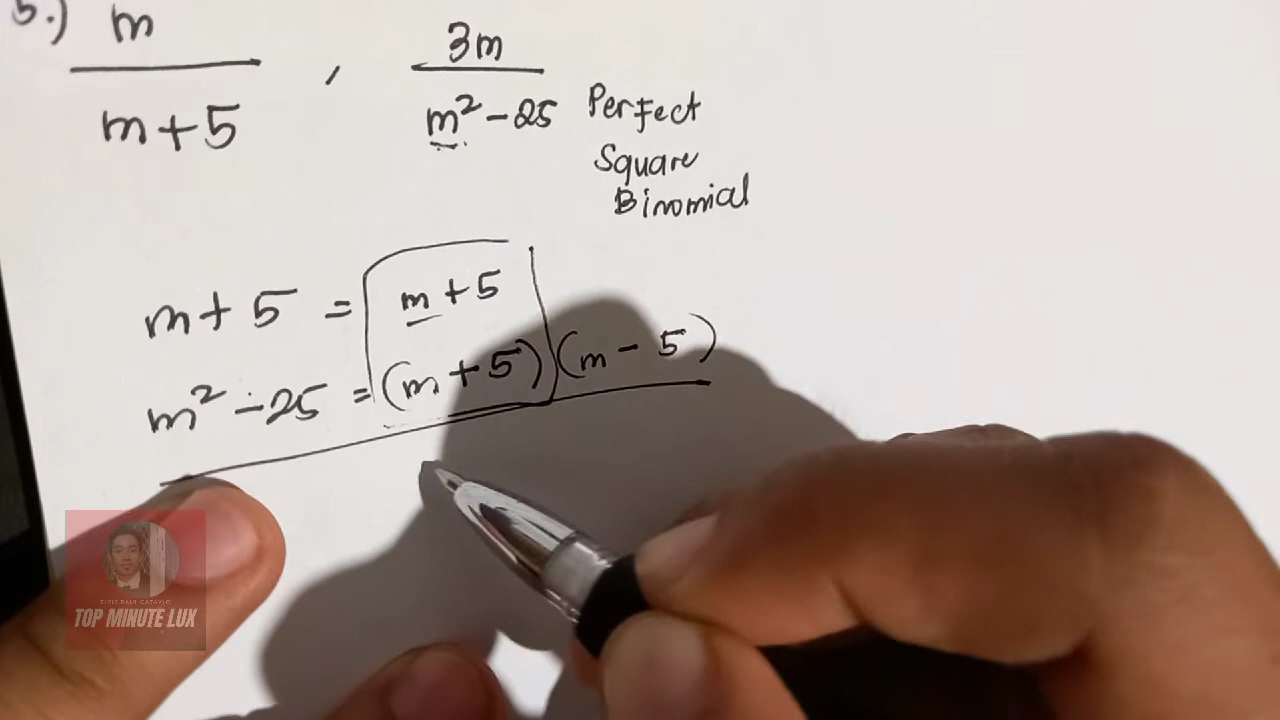 5.) m / m+5 , 3m / m² - 25
Perfect
Square
Binomial
m + 5 = m + 5
m² - 25 = (m + 5)(m - 5)
TOP MINUTE LUX